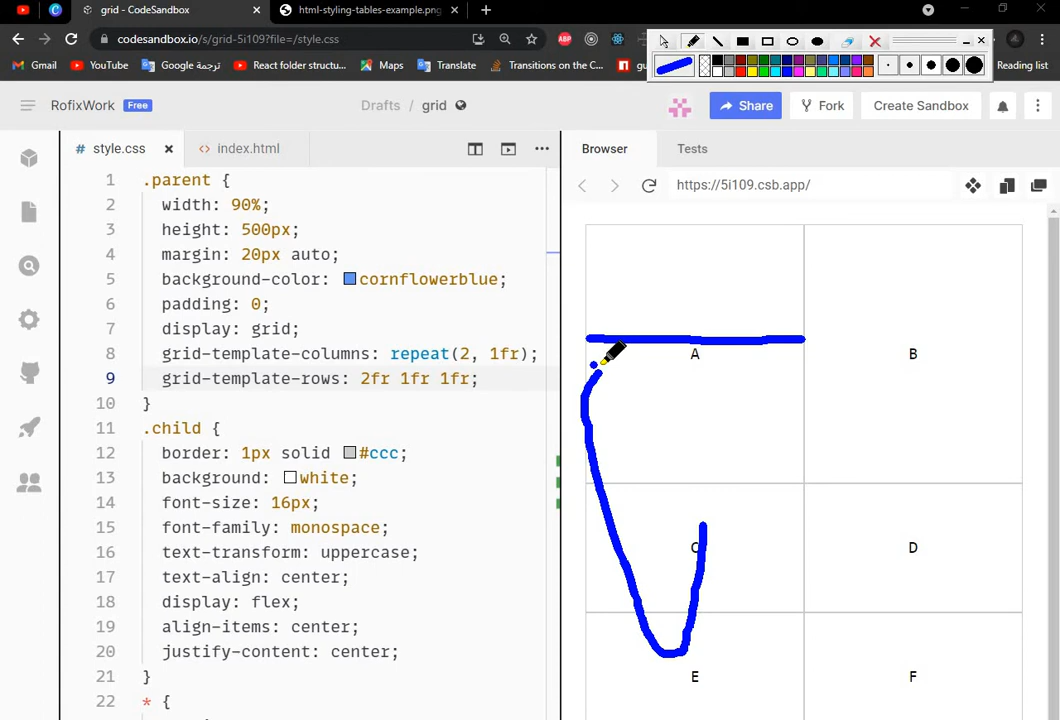 grid - CodeSandbox
html-styling-tables-example.png
codesandbox.io/s/grid-5i109?file=/style.css
Gmail
YouTube
ترجمة Google
React folder structu...
Maps
Translate
Transitions on the C...
Reading list
RofixWork
Free
Drafts / grid
Share
Fork
Create Sandbox
# style.css
<> index.html
Browser
Tests
https://5i109.csb.app/
1 .parent {
2 width: 90%;
3 height: 500px;
4 margin: 20px auto;
5 background-color: cornflowerblue;
6 padding: 0;
7 display: grid;
8 grid-template-columns: repeat(2, 1fr);
9 grid-template-rows: 2fr 1fr 1fr;
10 }
11 .child {
12 border: 1px solid #ccc;
13 background: white;
14 font-size: 16px;
15 font-family: monospace;
16 text-transform: uppercase;
17 text-align: center;
18 display: flex;
19 align-items: center;
20 justify-content: center;
21 }
22 * {
A
B
C
D
E
F